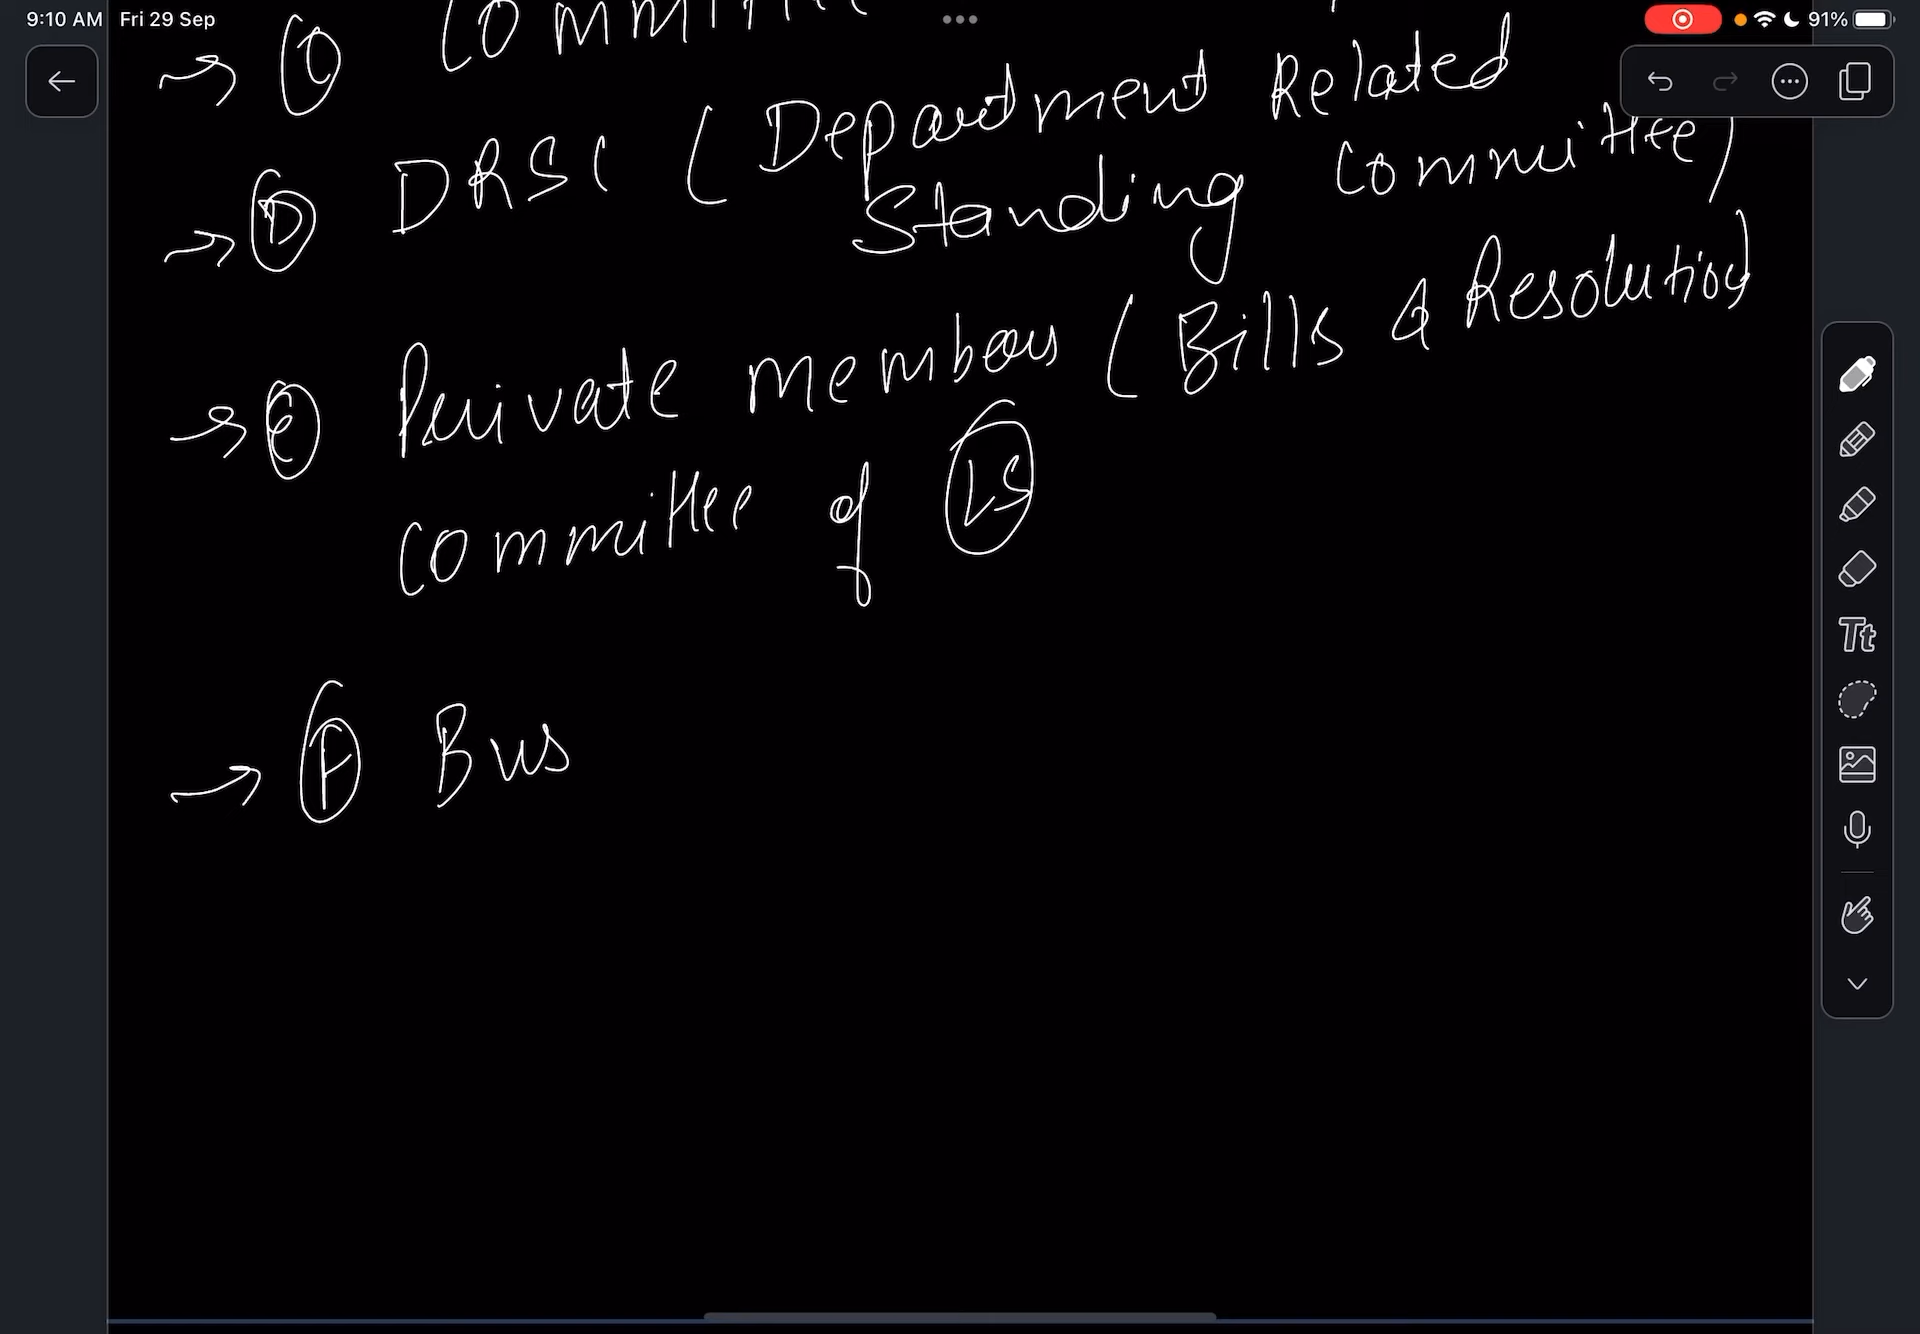 9:10 AM Fri 29 Sep
91%
→ (C)
→ (D) DRSC (Department Related
Standing Committee)
→ (E) Private members (Bills & Resolution)
Committee of (LS)
→ (F) Bus
Tt